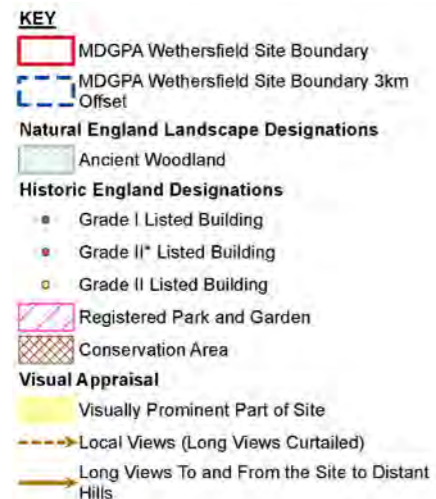 KEY
MDGPA Wethersfield Site Boundary
MDGPA Wethersfield Site Boundary 3km
Offset
Natural England Landscape Designations
Ancient Woodland
Historic England Designations
Grade I Listed Building
Grade II* Listed Building
Grade II Listed Building
Registered Park and Garden
Conservation Area
Visual Appraisal
Visually Prominent Part of Site
Local Views (Long Views Curtailed)
Long Views To and From the Site to Distant
Hills